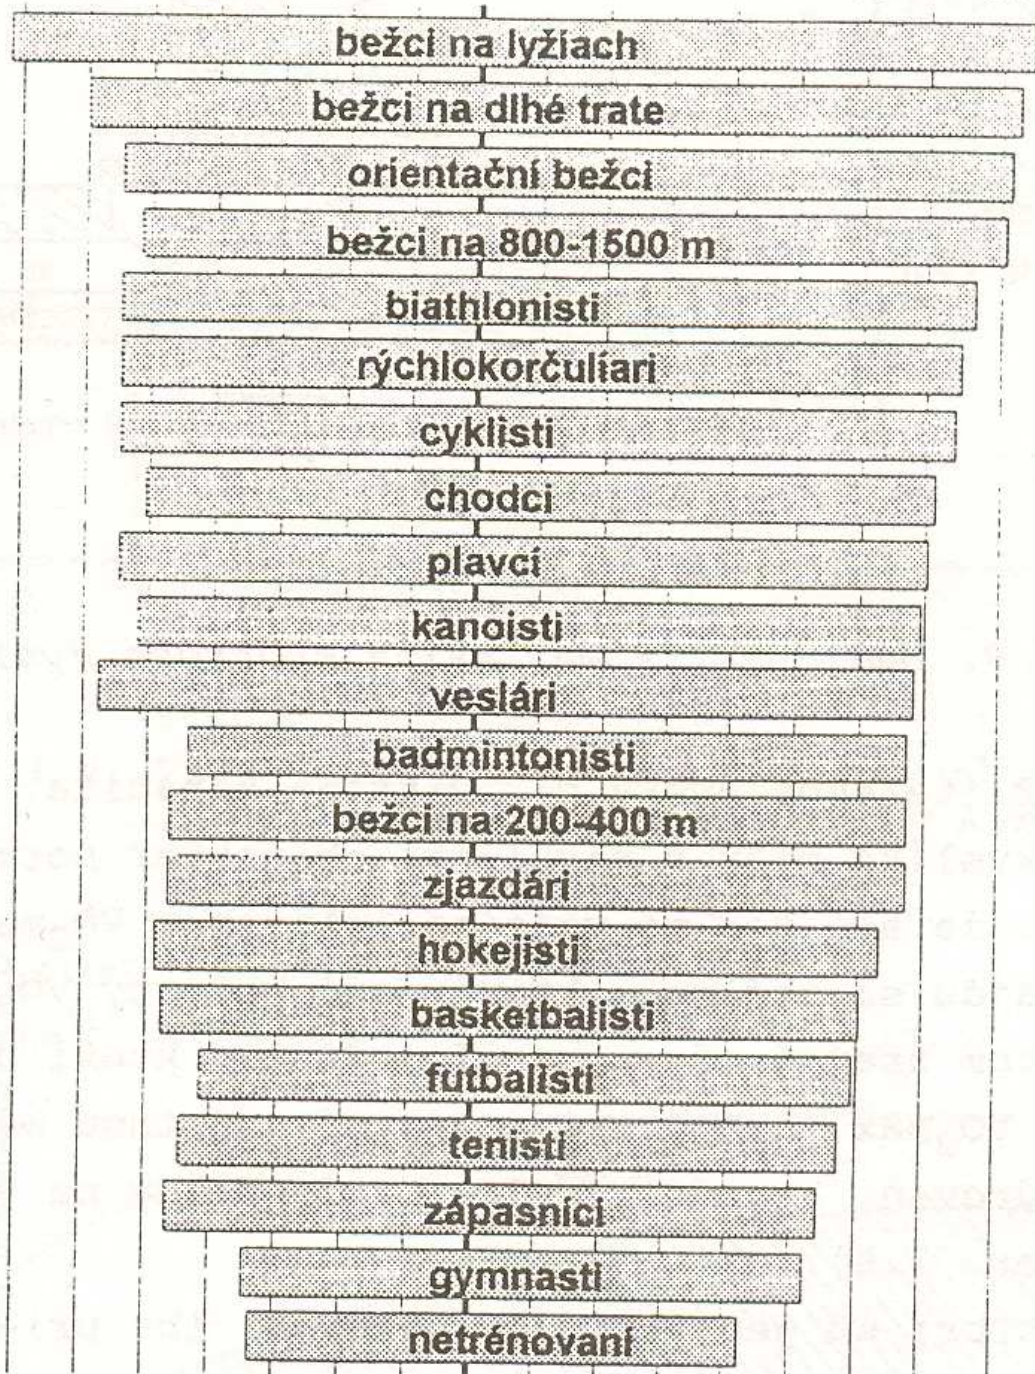 bežci na lyžiach
bežci na dlhé trate
orientační bežci
bežci na 800-1500 m
biathlonisti
rýchlokorčuliari
cyklisti
chodci
plavci
kanoisti
veslári
badmintonisti
bežci na 200-400 m
zjazdári
hokejisti
basketbalisti
futbalisti
tenisti
zápasníci
gymnasti
netrénovaní